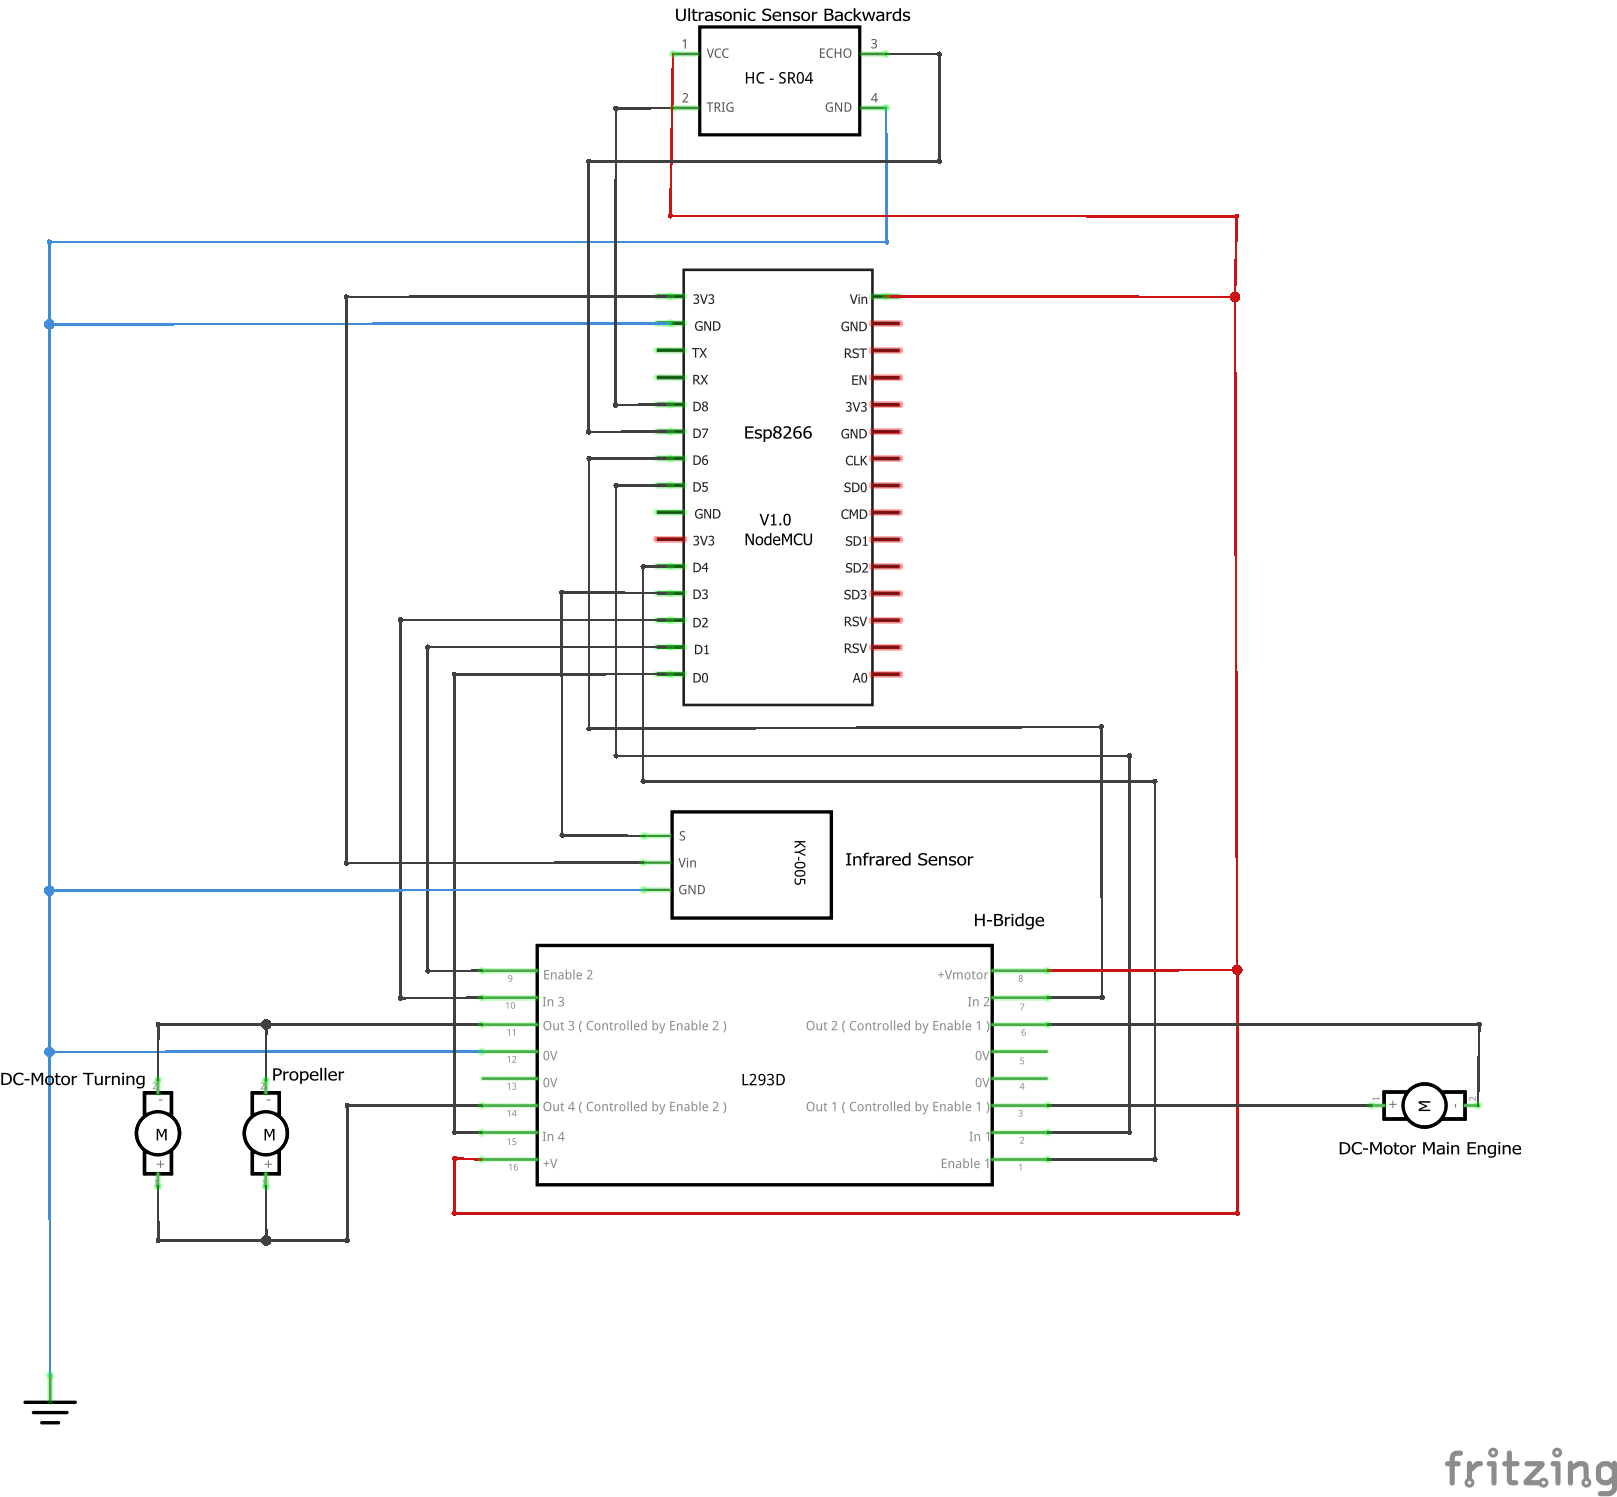 Ultrasonic Sensor Backwards
1 VCC ECHO 3
HC - SR04
2 TRIG GND 4
3V3 Vin
GND GND
TX RST
RX EN
D8 3V3
D7 Esp8266 GND
D6 CLK
D5 SD0
GND V1.0 CMD
3V3 NodeMCU SD1
D4 SD2
D3 SD3
D2 RSV
D1 RSV
D0 A0
S
Vin
GND
KY-005
Infrared Sensor
H-Bridge
9 Enable 2 +Vmotor 8
10 In 3 In 2 7
11 Out 3 ( Controlled by Enable 2 ) Out 2 ( Controlled by Enable 1 ) 6
12 0V 0V 5
13 0V L293D 0V 4
14 Out 4 ( Controlled by Enable 2 ) Out 1 ( Controlled by Enable 1 ) 3
15 In 4 In 1 2
16 +V Enable 1 1
DC-Motor Turning
2
-
M
+
Propeller
2
-
M
+
1 + M - 2
DC-Motor Main Engine
fritzing